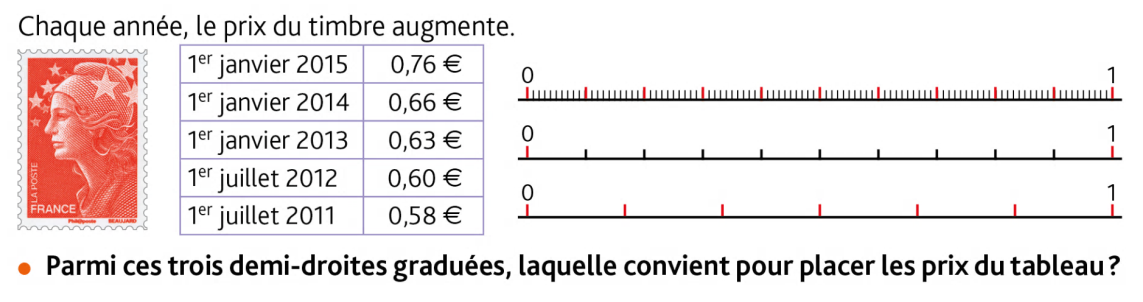 Chaque année, le prix du timbre augmente.
LA POSTE
FRANCE
1er janvier 2015 0,76 €
1er janvier 2014 0,66 €
1er janvier 2013 0,63 €
1er juillet 2012 0,60 €
1er juillet 2011 0,58 €
0 1
0 1
0 1
• Parmi ces trois demi-droites graduées, laquelle convient pour placer les prix du tableau ?